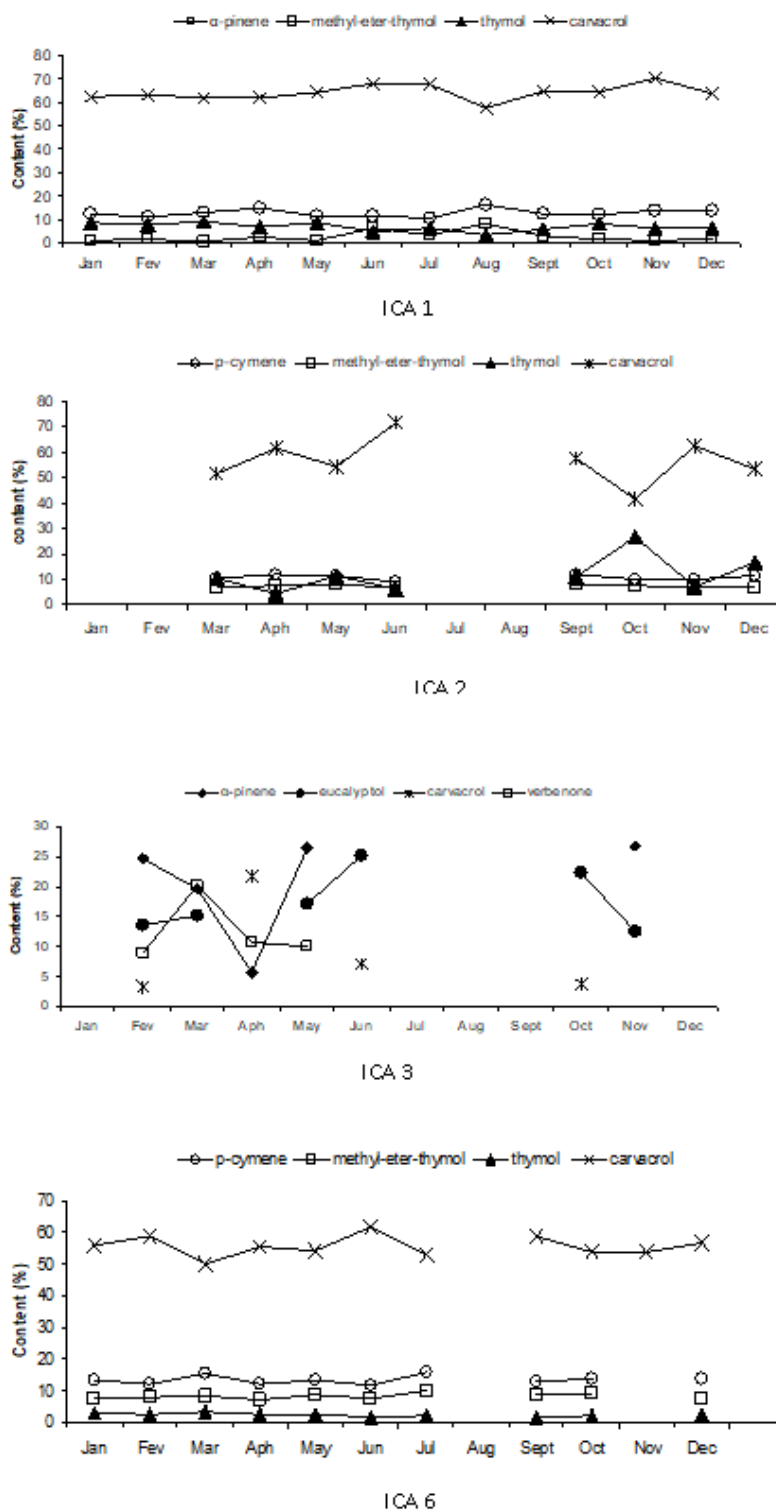 α-pinene methyl-eter-thymol thymol carvacrol
80
70
60
50
40
30
20
10
0
Content (%)
Jan Fev Mar Aph May Jun Jul Aug Sept Oct Nov Dec
ICA 1
p-cymene methyl-eter-thymol thymol carvacrol
80
70
60
50
40
30
20
10
0
content (%)
Jan Fev Mar Aph May Jun Jul Aug Sept Oct Nov Dec
ICA 2
α-pinene eucalyptol carvacrol verbenone
30
25
20
15
10
5
0
Content (%)
Jan Fev Mar Aph May Jun Jul Aug Sept Oct Nov Dec
ICA 3
p-cymene methyl-eter-thymol thymol carvacrol
70
60
50
40
30
20
10
0
Content (%)
Jan Fev Mar Aph May Jun Jul Aug Sept Oct Nov Dec
ICA 6